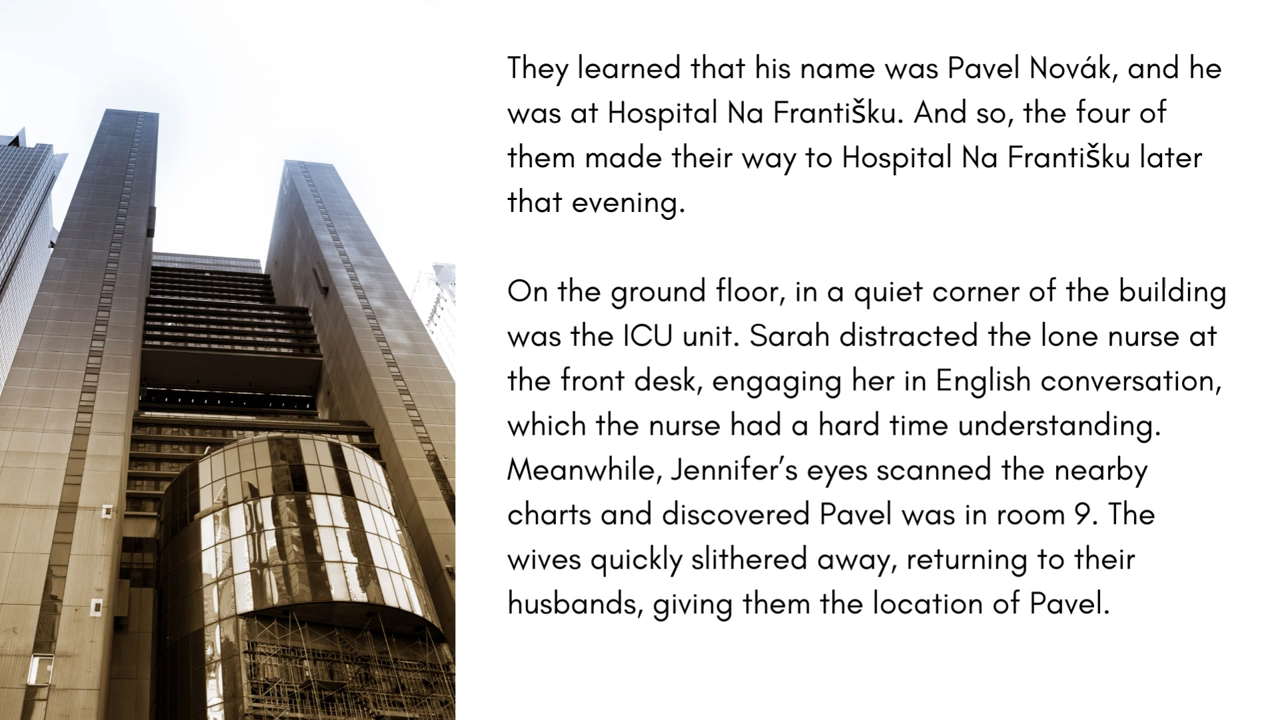 They learned that his name was Pavel Novák, and he
was at Hospital Na Františku. And so, the four of
them made their way to Hospital Na Františku later
that evening.
On the ground floor, in a quiet corner of the building
was the ICU unit. Sarah distracted the lone nurse at
the front desk, engaging her in English conversation,
which the nurse had a hard time understanding.
Meanwhile, Jennifer’s eyes scanned the nearby
charts and discovered Pavel was in room 9. The
wives quickly slithered away, returning to their
husbands, giving them the location of Pavel.